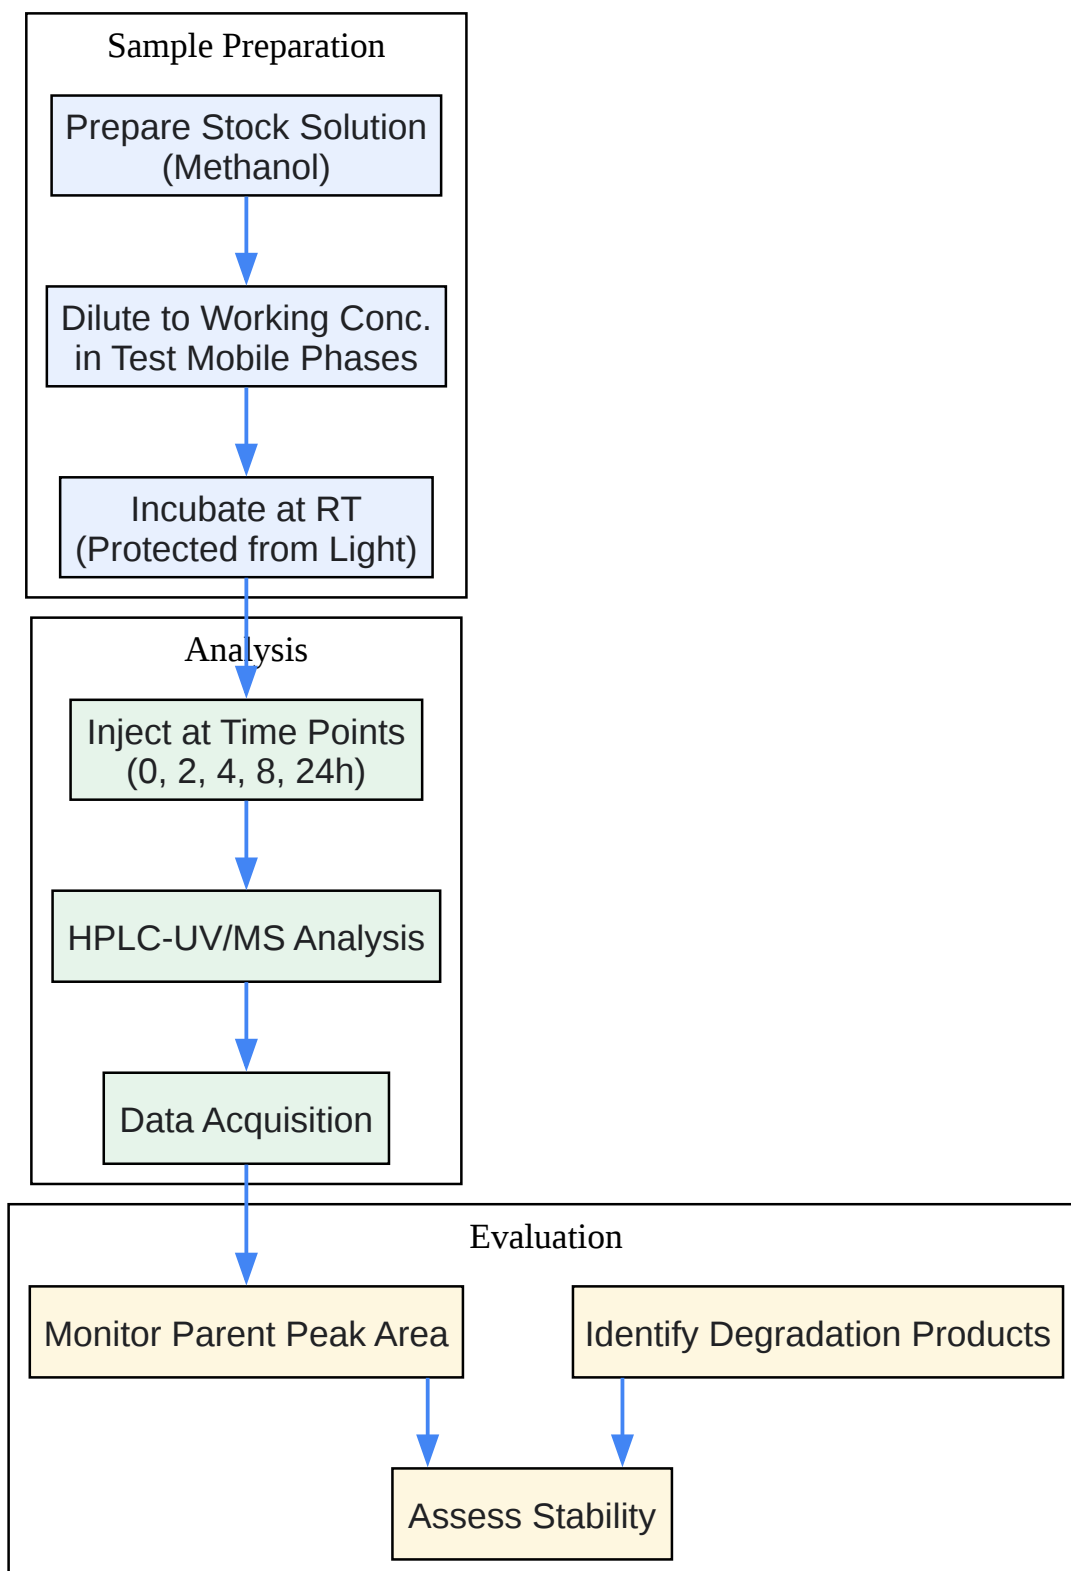 Sample Preparation
Prepare Stock Solution
(Methanol)
Dilute to Working Conc.
in Test Mobile Phases
Incubate at RT
(Protected from Light)
Analysis
Inject at Time Points
(0, 2, 4, 8, 24h)
HPLC-UV/MS Analysis
Data Acquisition
Evaluation
Monitor Parent Peak Area
Identify Degradation Products
Assess Stability